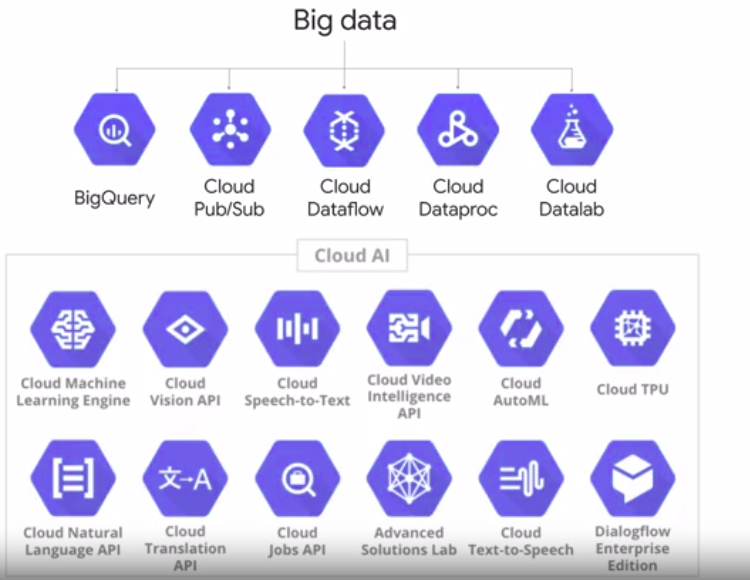 Big data
BigQuery
Cloud
Pub/Sub
Cloud
Dataflow
Cloud
Dataproc
Cloud
Datalab
Cloud AI
Cloud Machine
Learning Engine
Cloud
Vision API
Cloud
Speech-to-Text
Cloud Video
Intelligence
API
Cloud
AutoML
Cloud TPU
文→A
Cloud Natural
Language API
Cloud
Translation
API
Cloud
Jobs API
Advanced
Solutions Lab
Cloud
Text-to-Speech
Dialogflow
Enterprise
Edition